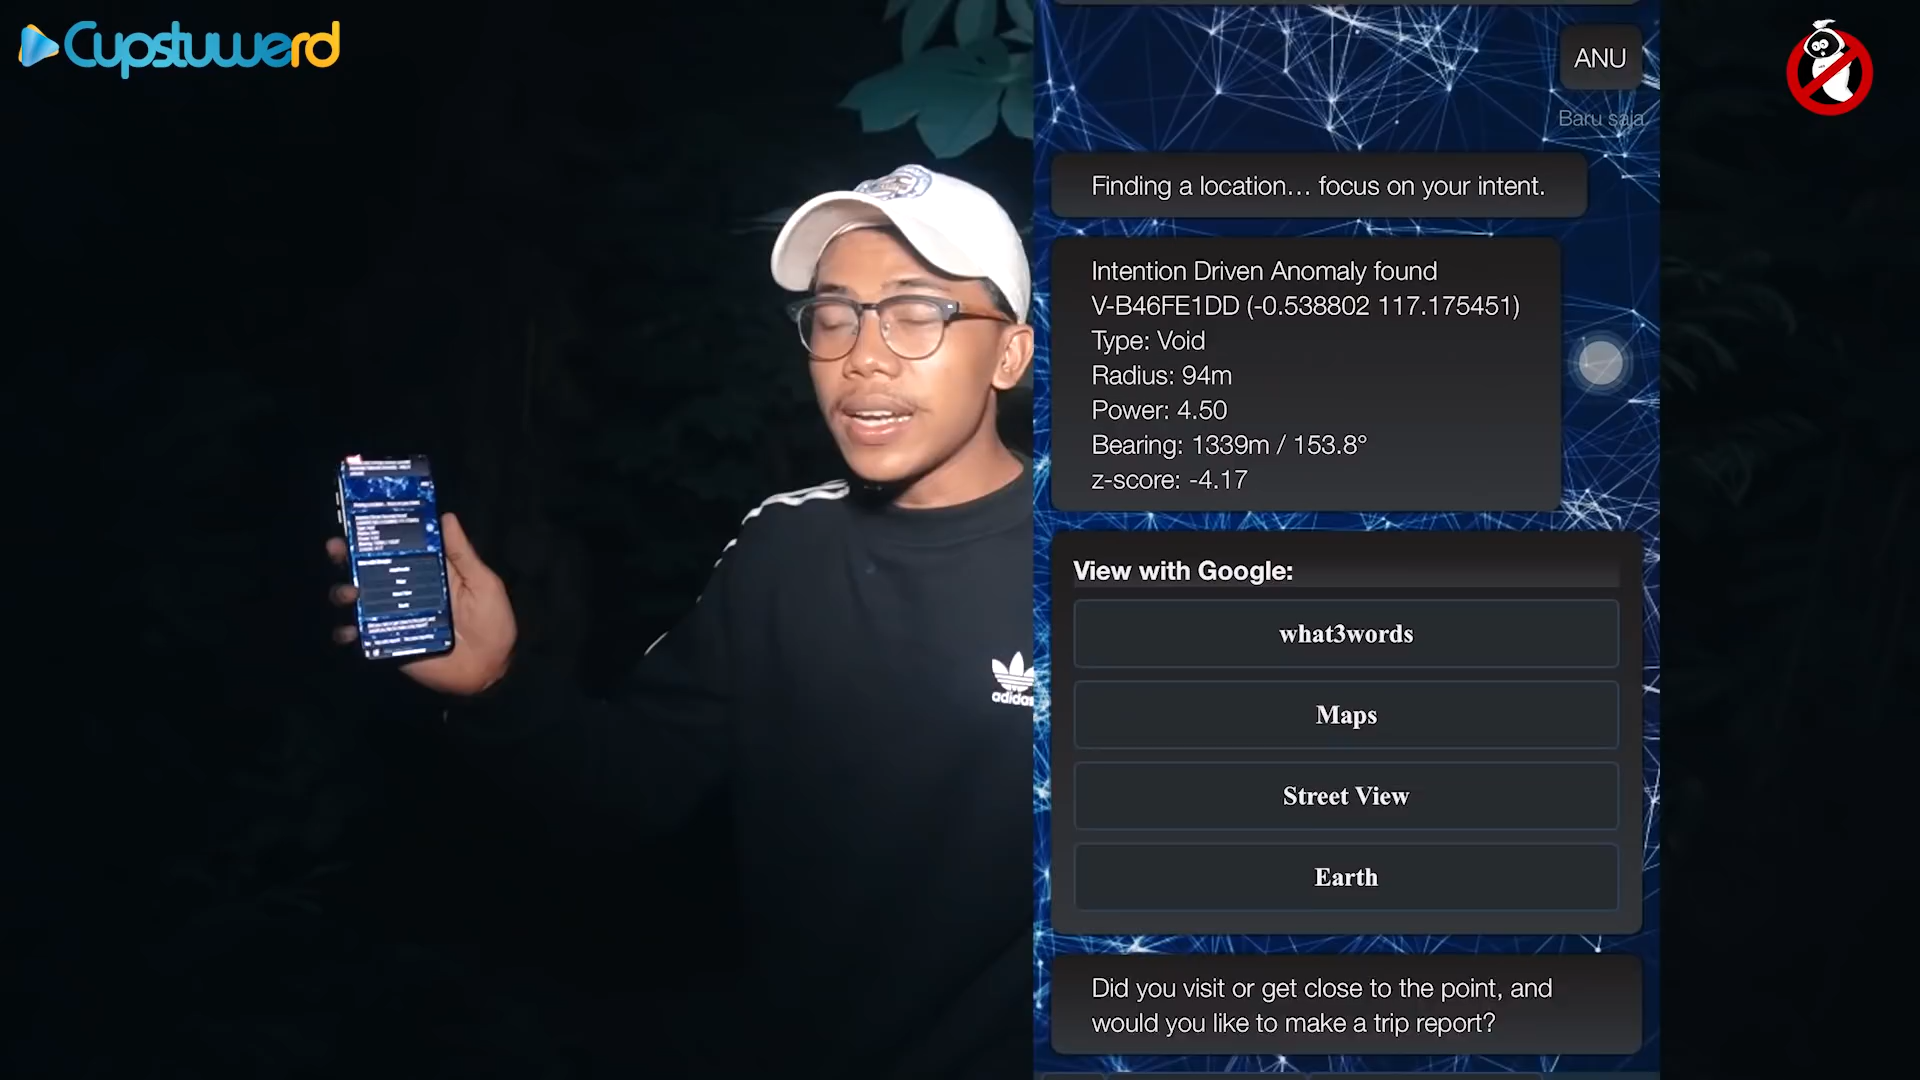 Cupstuwerd
ANU
Baru saja
Finding a location... focus on your intent.
Intention Driven Anomaly found
V-B46FE1DD (-0.538802 117.175451)
Type: Void
Radius: 94m
Power: 4.50
Bearing: 1339m / 153.8°
z-score: -4.17
View with Google:
what3words
Maps
Street View
Earth
Did you visit or get close to the point, and
would you like to make a trip report?
adidas